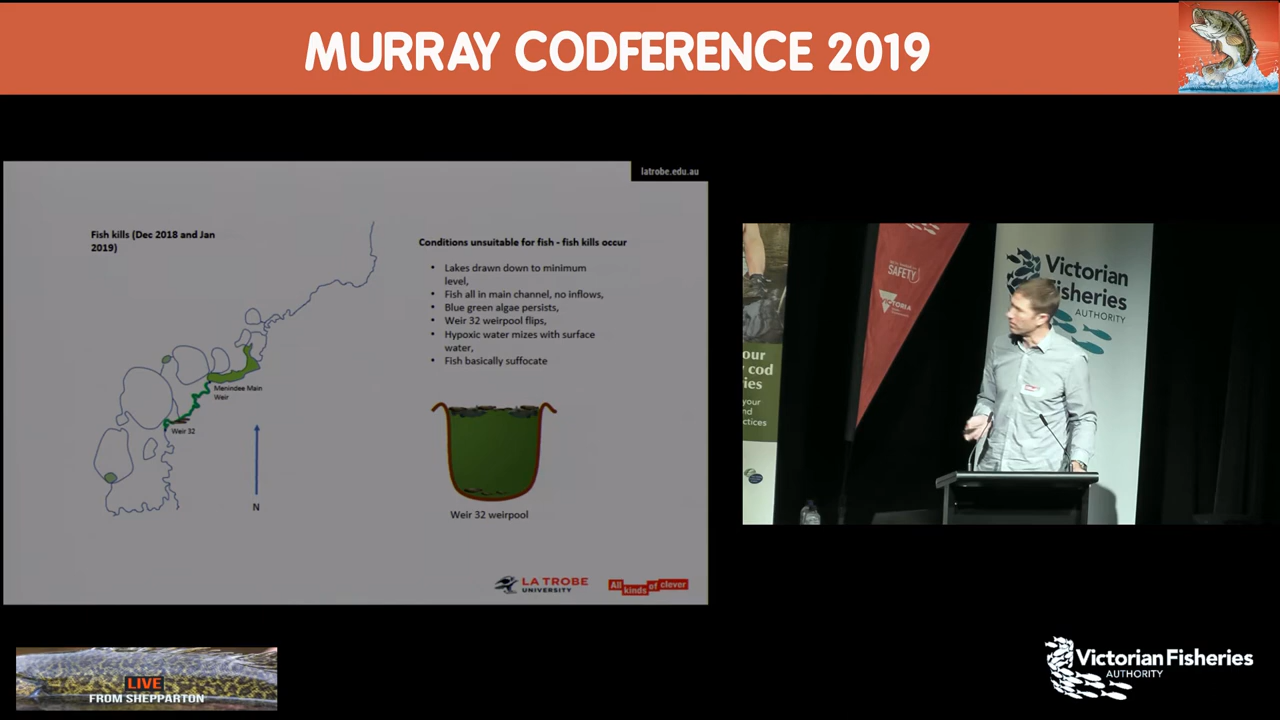 MURRAY CODFERENCE 2019
latrobe.edu.au
Fish kills (Dec 2018 and Jan
2019)
Menindee Main
Weir
Weir 32
N
Conditions unsuitable for fish - fish kills occur
• Lakes drawn down to minimum
level,
• Fish all in main channel, no inflows,
• Blue green algae persists,
• Weir 32 weirpool flips,
• Hypoxic water mizes with surface
water,
• Fish basically suffocate
Weir 32 weirpool
LA TROBE
UNIVERSITY
All kinds of clever
our
cod
ies
your
nd
ctices
SAFETY
VICTORIA
Victorian
Fisheries
AUTHORITY
LIVE
FROM SHEPPARTON
Victorian Fisheries
AUTHORITY